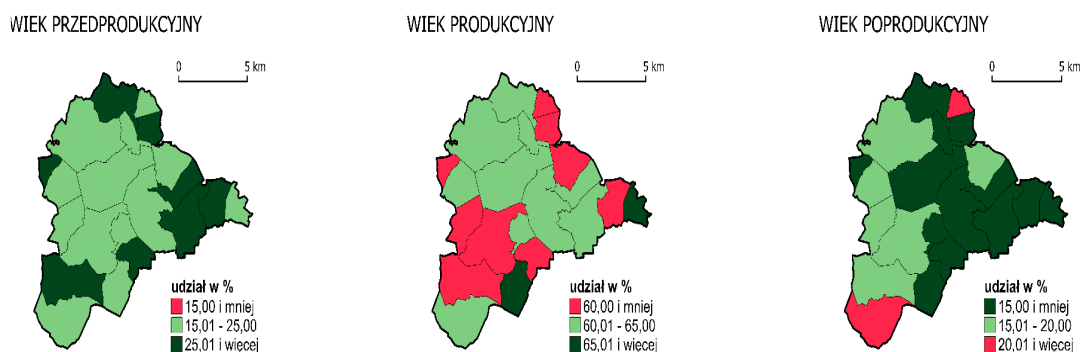 WIEK PRZEDPRODUKCYJNY
0 5 km
udział w %
15,00 i mniej
15,01 - 25,00
25,01 i więcej
WIEK PRODUKCYJNY
0 5 km
udział w %
60,00 i mniej
60,01 - 65,00
65,01 i więcej
WIEK POPRODUKCYJNY
0 5 km
udział w %
15,00 i mniej
15,01 - 20,00
20,01 i więcej